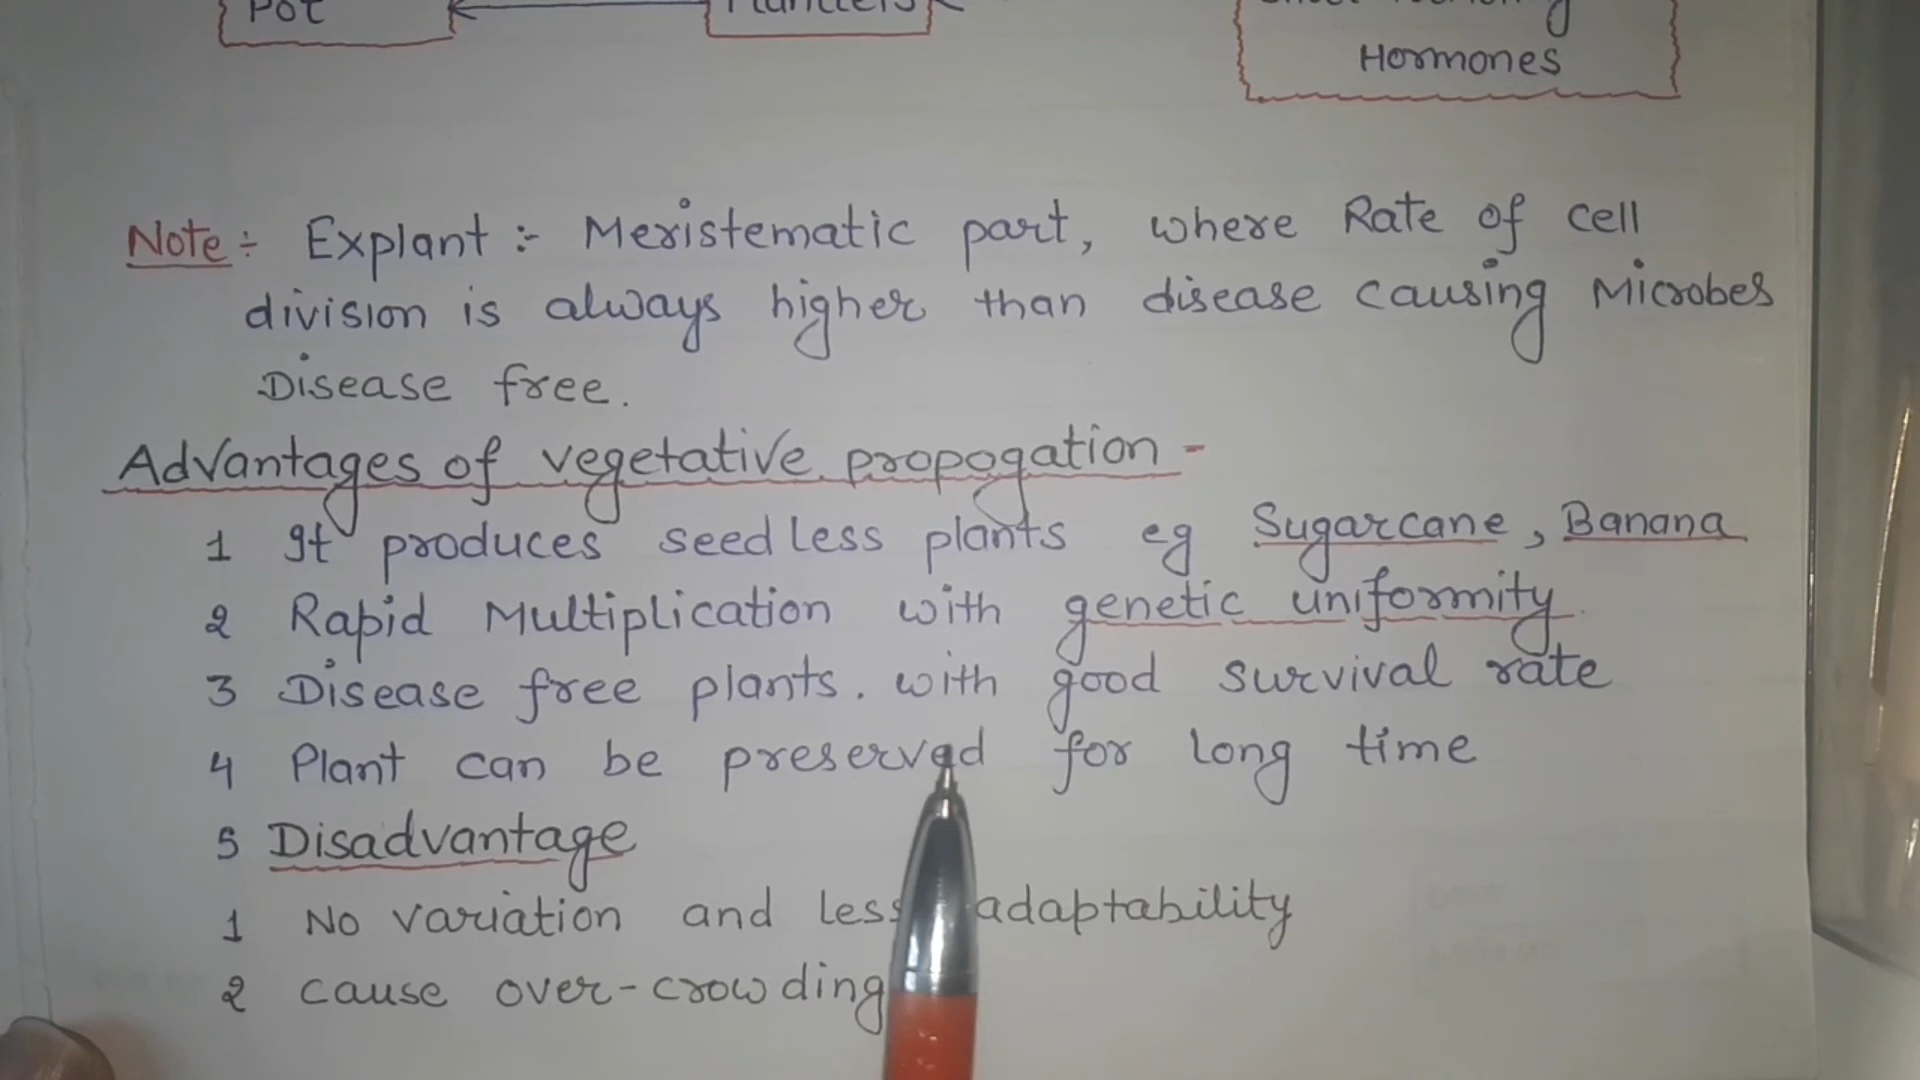 Pot
Hormones
Note:- Explant :- Meristematic part, where Rate of cell
division is always higher than disease causing Microbes
Disease free.
Advantages of vegetative propogation -
1 It produces seedless plants eg Sugarcane, Banana
2 Rapid Multiplication with genetic uniformity.
3 Disease free plants. with good survival rate
4 Plant can be preserved for long time
5 Disadvantage
1 No variation and less adaptability
2 cause over-crowding